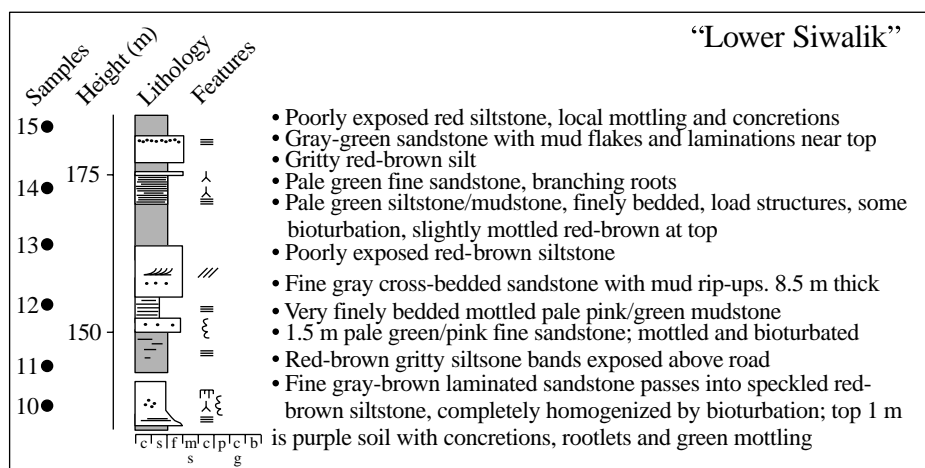 "Lower Siwalik"
Samples
Height (m)
Lithology
Features
15
• Poorly exposed red siltstone, local mottling and concretions
• Gray-green sandstone with mud flakes and laminations near top
• Gritty red-brown silt
175
• Pale green fine sandstone, branching roots
14
• Pale green siltstone/mudstone, finely bedded, load structures, some
bioturbation, slightly mottled red-brown at top
13
• Poorly exposed red-brown siltstone
• Fine gray cross-bedded sandstone with mud rip-ups. 8.5 m thick
12
• Very finely bedded mottled pale pink/green mudstone
150
• 1.5 m pale green/pink fine sandstone; mottled and bioturbated
11
• Red-brown gritty siltsone bands exposed above road
• Fine gray-brown laminated sandstone passes into speckled red-
10
brown siltstone, completely homogenized by bioturbation; top 1 m
is purple soil with concretions, rootlets and green mottling
c s f m c p c b
s g